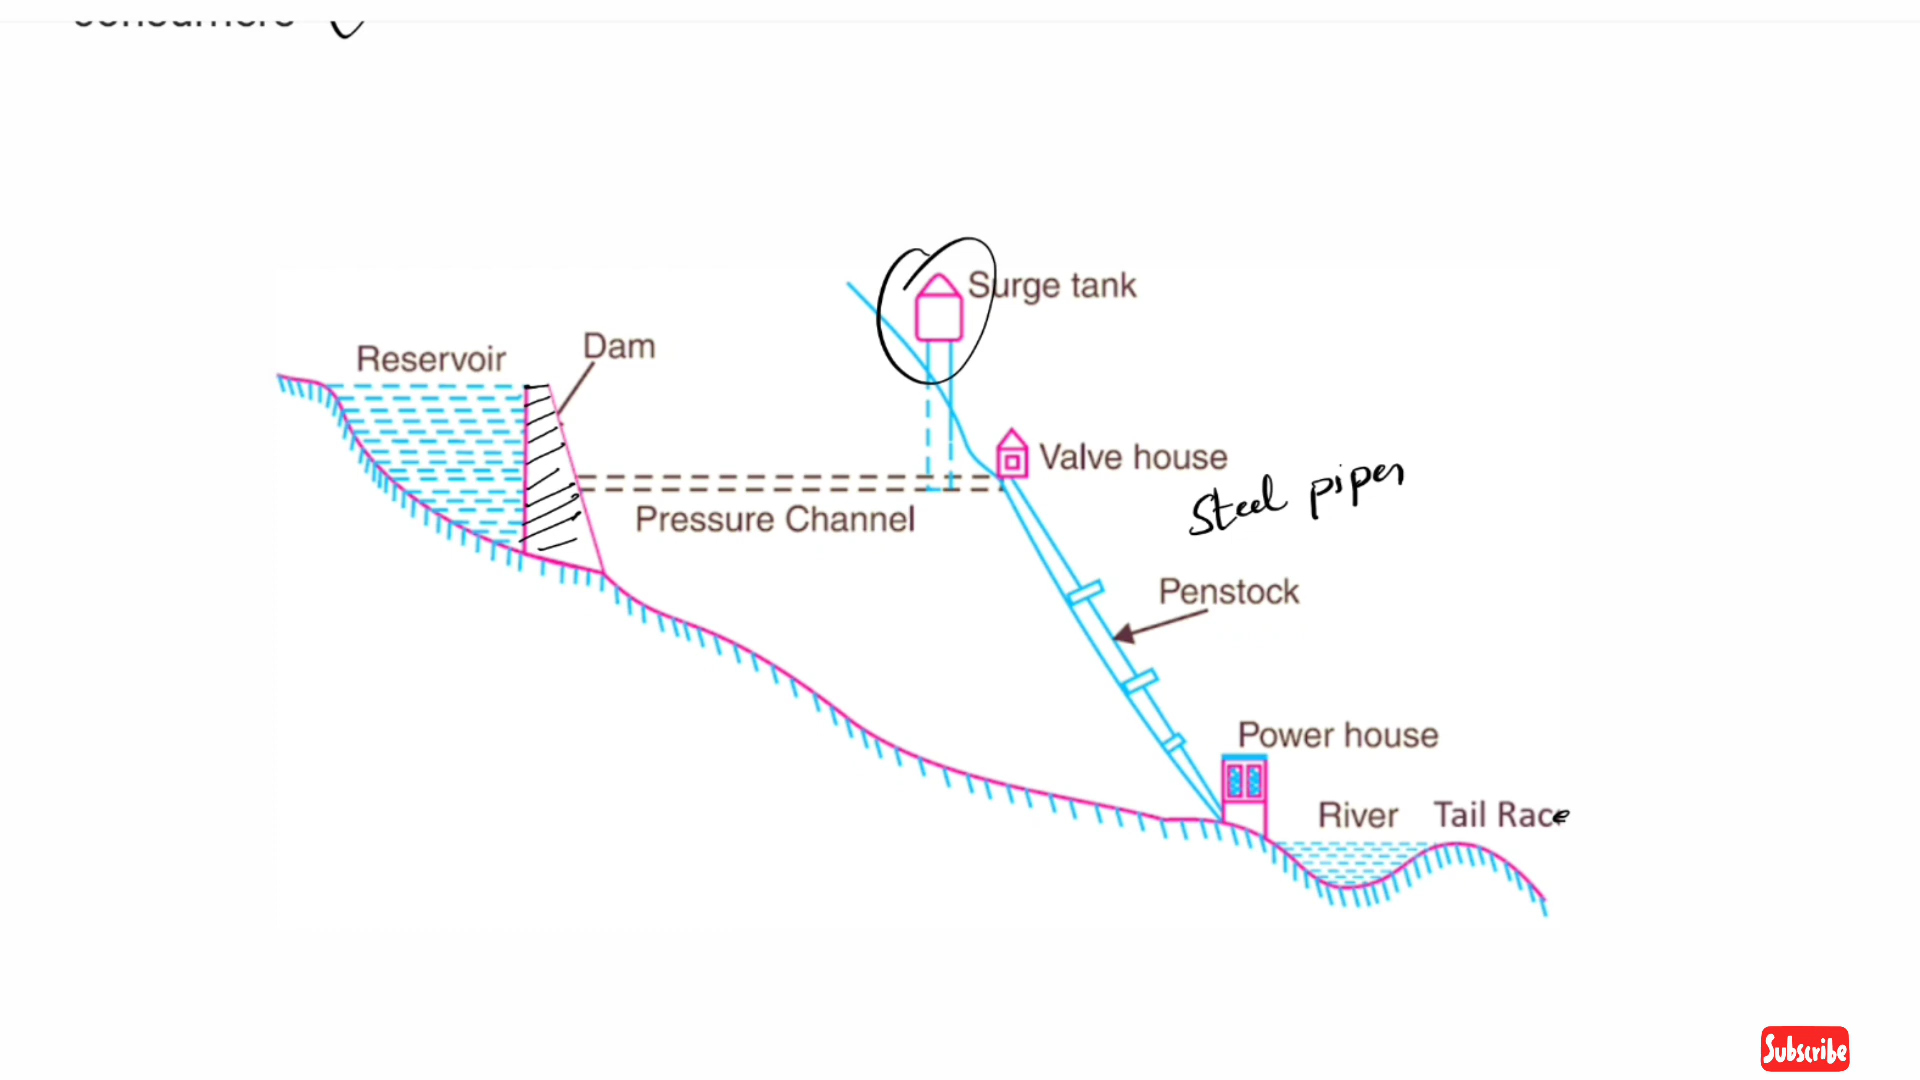 Surge tank
Reservoir
Dam
Valve house
Pressure Channel
Penstock
Power house
River
Tail Race
Steel pipes
Subscribe